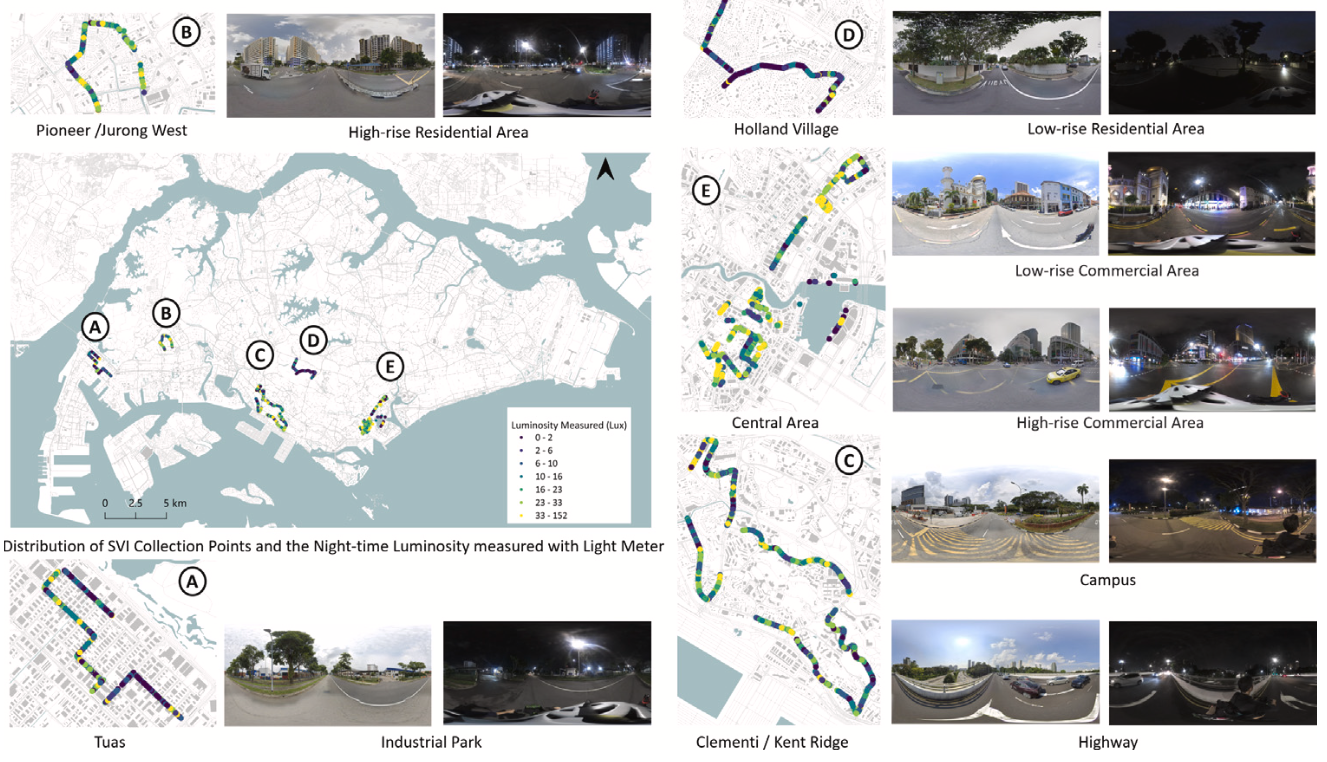 B
Pioneer /Jurong West
High-rise Residential Area
D
Holland Village
Low-rise Residential Area
A
B
C
D
E
Luminosity Measured (Lux)
0 - 2
2 - 6
6 - 10
10 - 16
16 - 23
23 - 33
33 - 152
0 2.5 5 km
Distribution of SVI Collection Points and the Night-time Luminosity measured with Light Meter
E
Central Area
Low-rise Commercial Area
High-rise Commercial Area
A
Tuas
Industrial Park
C
Clementi / Kent Ridge
Campus
Highway